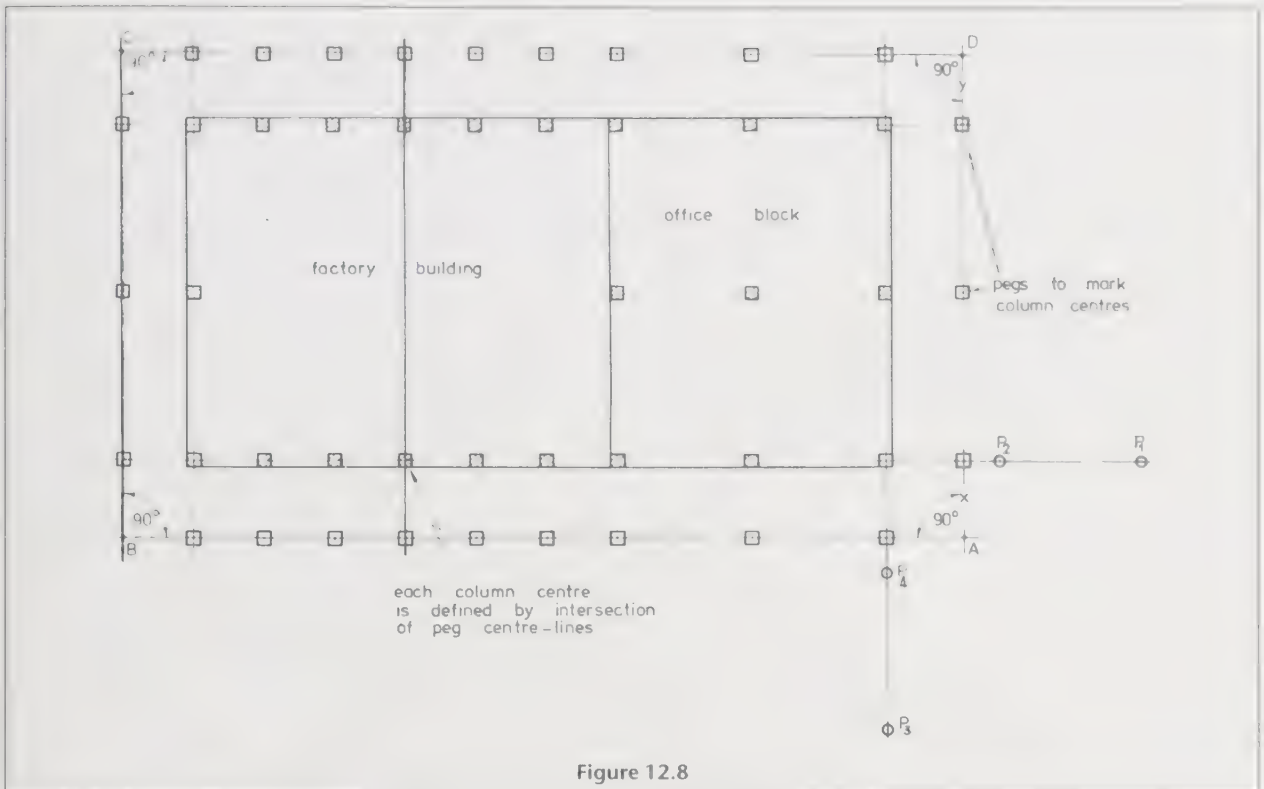 C
D
90°
90°
y
office block
factory building
pegs to mark
column centres
P2
P1
x
90°
90°
B
A
P4
each column centre
is defined by intersection
of peg centre-lines
P3
Figure 12.8